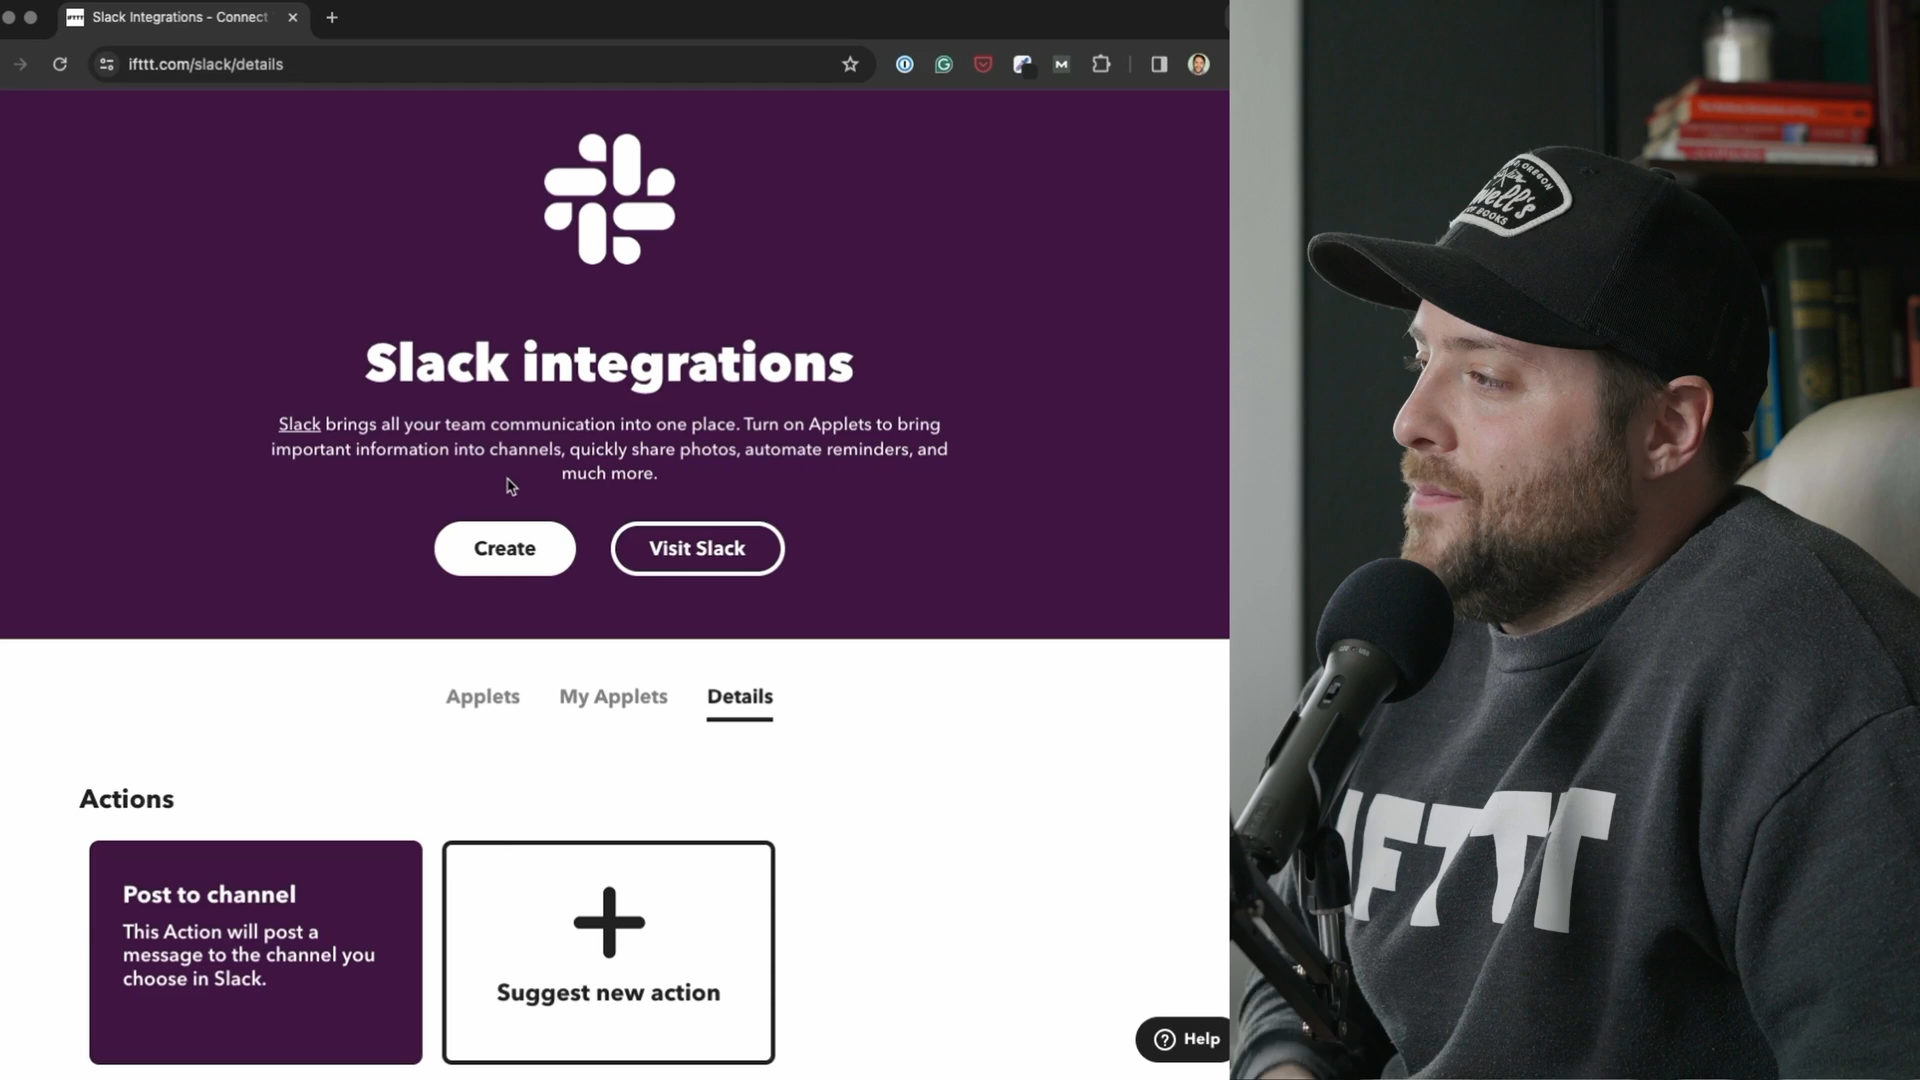 Slack Integrations - Connect
ifttt.com/slack/details
Slack integrations
Slack brings all your team communication into one place. Turn on Applets to bring
important information into channels, quickly share photos, automate reminders, and
much more.
Create
Visit Slack
Applets
My Applets
Details
Actions
Post to channel
This Action will post a
message to the channel you
choose in Slack.
Suggest new action
Help
OREGON
BOOKS
IFTTT